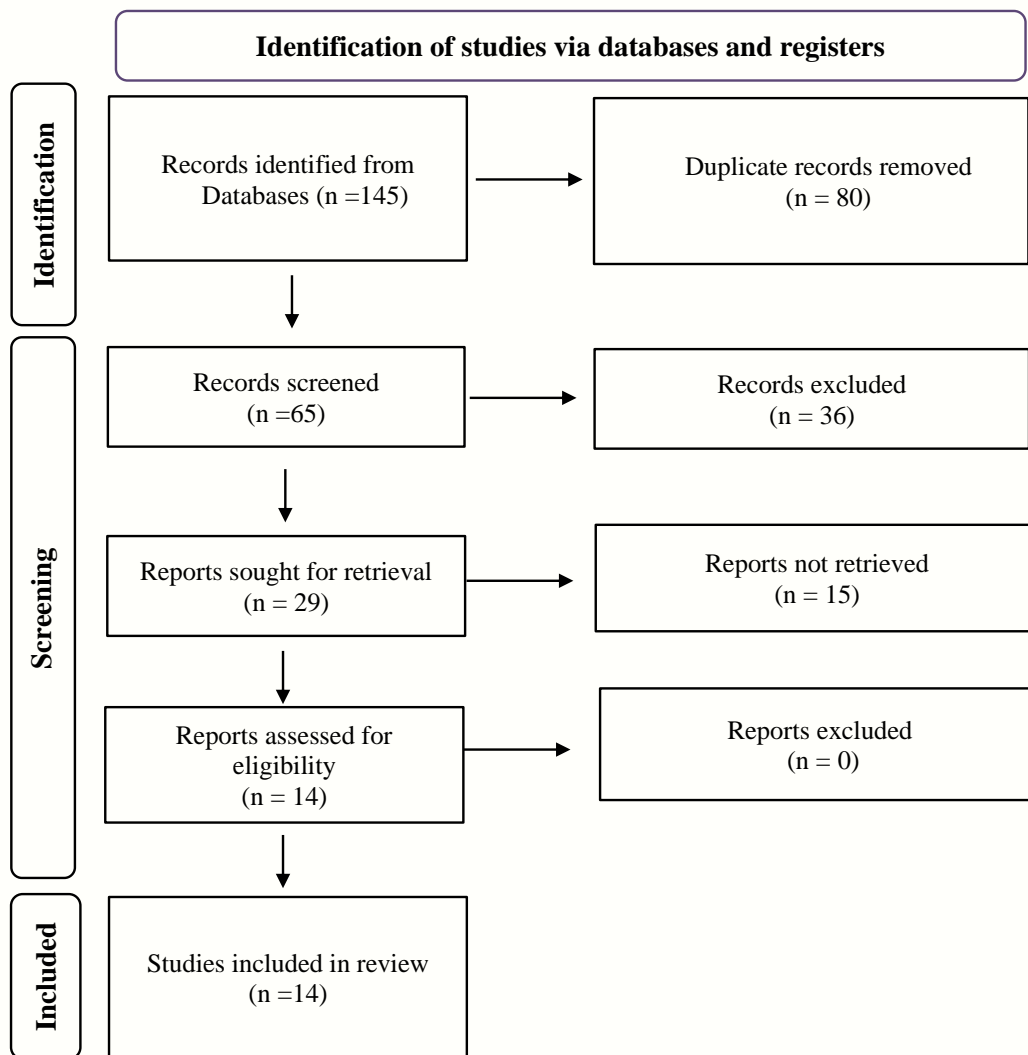 Identification of studies via databases and registers
Identification
Records identified from
Databases (n =145)
Duplicate records removed
(n = 80)
Screening
Records screened
(n =65)
Records excluded
(n = 36)
Reports sought for retrieval
(n = 29)
Reports not retrieved
(n = 15)
Reports assessed for
eligibility
(n = 14)
Reports excluded
(n = 0)
Included
Studies included in review
(n =14)